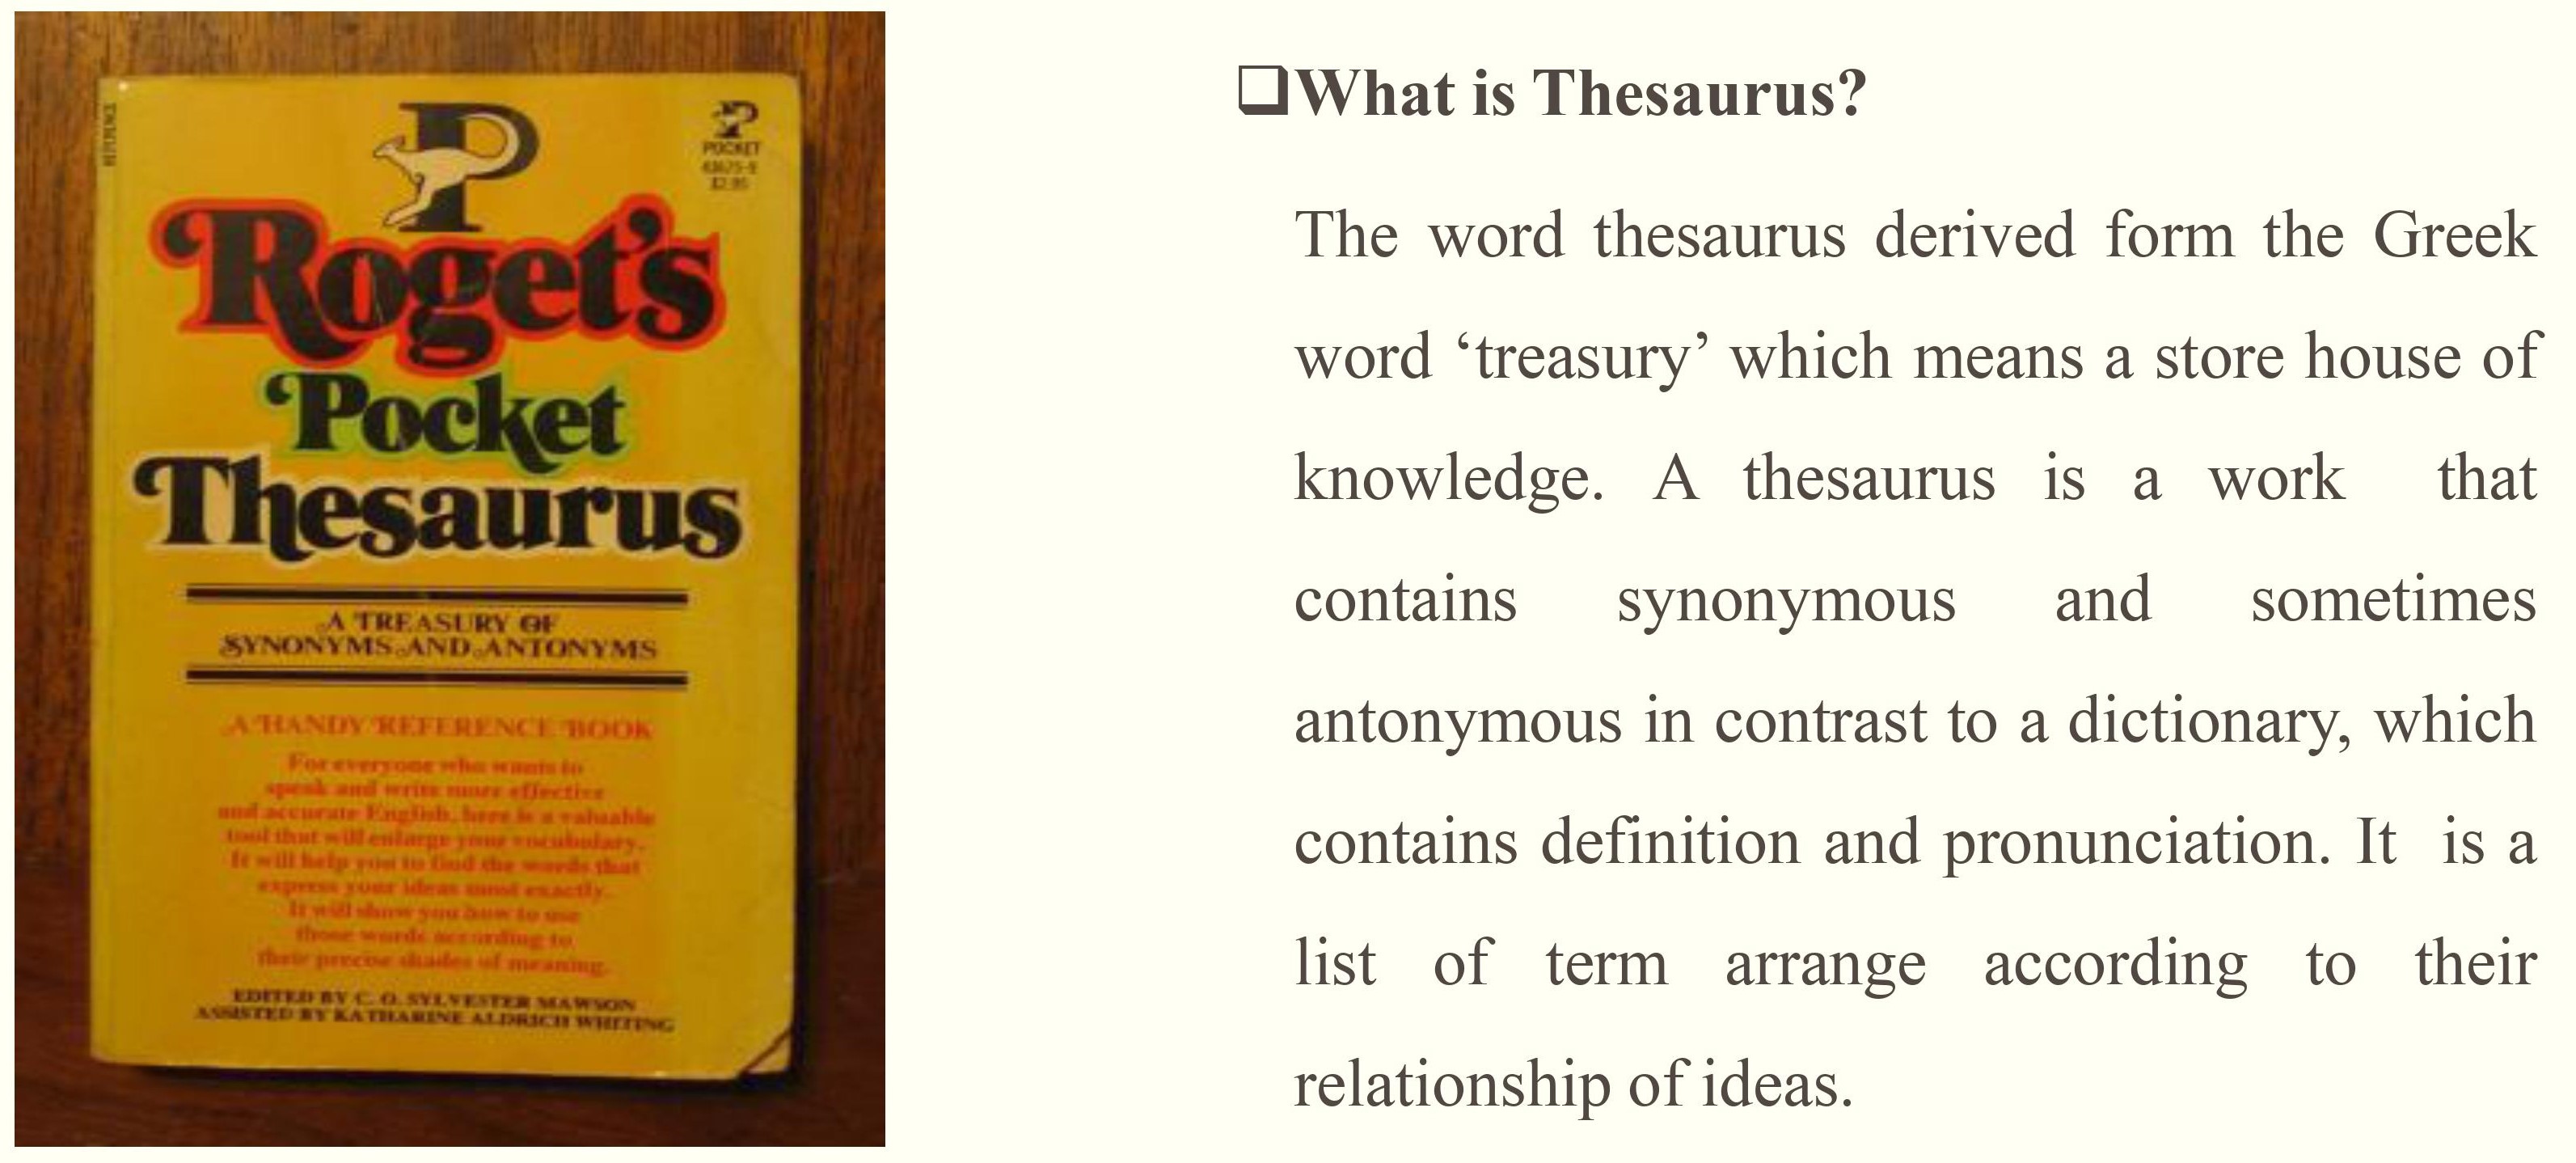 REFERENCE
P
POCKET
$2.95
Roget's
Pocket
Thesaurus
A TREASURY OF
SYNONYMS AND ANTONYMS
A HANDY REFERENCE BOOK
For everyone who wants to
speak and write more effective
and accurate English, here is a valuable
tool that will enlarge your vocabulary.
It will help you to find the words that
express your ideas most exactly.
It will show you how to use
those words according to
their precise shades of meaning.
EDITED BY C. O. SYLVESTER MAWSON
ASSISTED BY KATHARINE ALDRICH WHITING
What is Thesaurus?
The word thesaurus derived form the Greek
word ‘treasury’ which means a store house of
knowledge. A thesaurus is a work that
contains synonymous and sometimes
antonymous in contrast to a dictionary, which
contains definition and pronunciation. It is a
list of term arrange according to their
relationship of ideas.